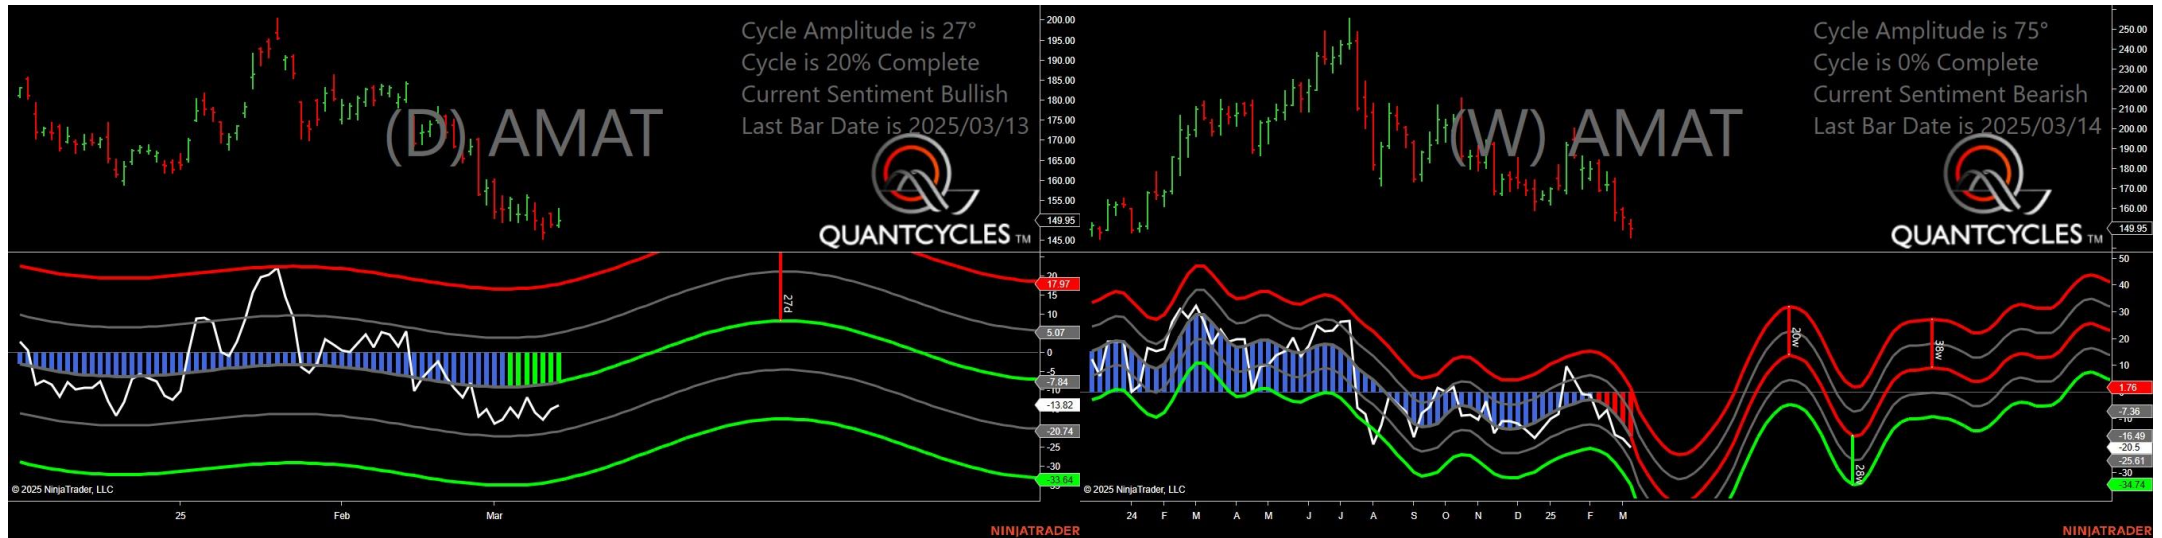 Cycle Amplitude is 27°
Cycle is 20% Complete
Current Sentiment Bullish
Last Bar Date is 2025/03/13
(D) AMAT
QUANTCYCLES TM
200.00
195.00
190.00
185.00
180.00
175.00
170.00
165.00
160.00
155.00
149.95
145.00
27d
20
17.97
15
10
5.07
0
-5
-7.84
-10
-13.82
-20.74
-25
-30
-33.64
© 2025 NinjaTrader, LLC
25 Feb Mar
NINJATRADER
Cycle Amplitude is 75°
Cycle is 0% Complete
Current Sentiment Bearish
Last Bar Date is 2025/03/14
(W) AMAT
QUANTCYCLES TM
250.00
240.00
230.00
220.00
210.00
200.00
190.00
180.00
170.00
160.00
149.95
20w
28w
38w
50
40
30
20
10
1.76
-7.36
-10
-16.49
-20.5
-25.61
-30
-34.74
© 2025 NinjaTrader, LLC
24 F M A M J J A S O N D 25 F M
NINJATRADER